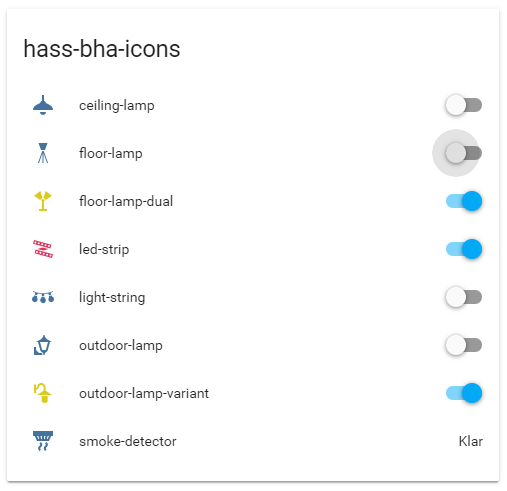 hass-bha-icons
ceiling-lamp
floor-lamp
floor-lamp-dual
led-strip
light-string
outdoor-lamp
outdoor-lamp-variant
smoke-detector Klar